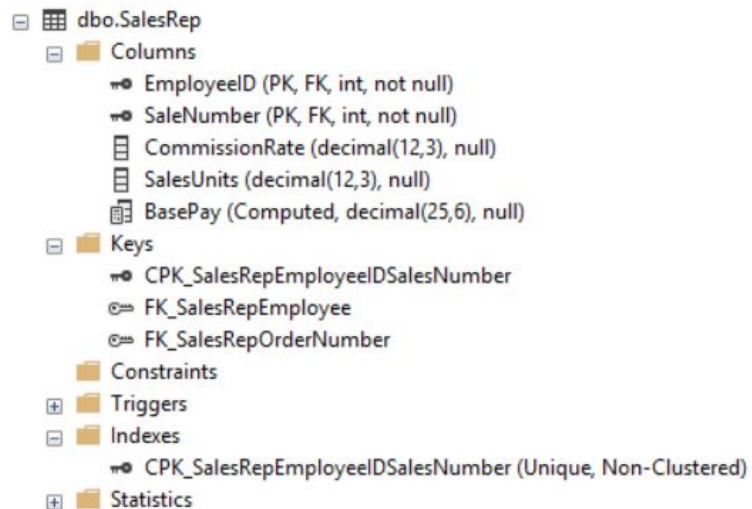 dbo.SalesRep
Columns
EmployeeID (PK, FK, int, not null)
SaleNumber (PK, FK, int, not null)
CommissionRate (decimal(12,3), null)
SalesUnits (decimal(12,3), null)
BasePay (Computed, decimal(25,6), null)
Keys
CPK_SalesRepEmployeeIDSalesNumber
FK_SalesRepEmployee
FK_SalesRepOrderNumber
Constraints
Triggers
Indexes
CPK_SalesRepEmployeeIDSalesNumber (Unique, Non-Clustered)
Statistics